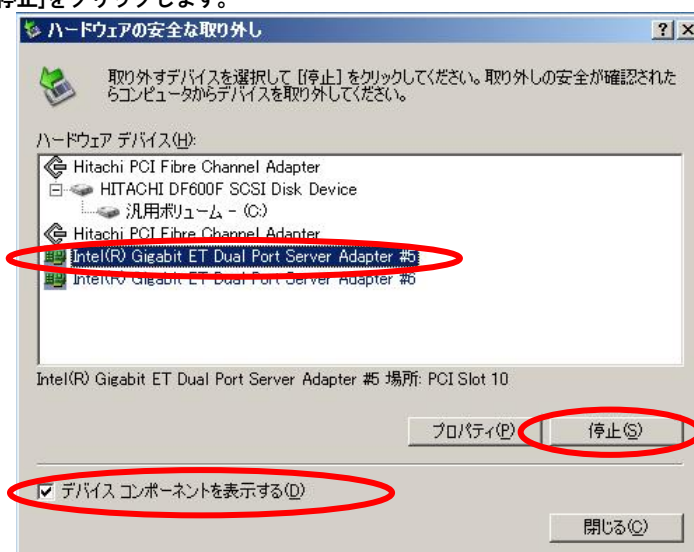 停止]をクリックします。
ハードウェアの安全な取り外し
取り外すデバイスを選択して [停止] をクリックしてください。取り外しの安全が確認された
らコンピュータからデバイスを取り外してください。
ハードウェア デバイス(H):
Hitachi PCI Fibre Channel Adapter
HITACHI DF600F SCSI Disk Device
汎用ボリューム - (C:)
Hitachi PCI Fibre Channel Adapter
Intel(R) Gigabit ET Dual Port Server Adapter #5
Intel(R) Gigabit ET Dual Port Server Adapter #6
Intel(R) Gigabit ET Dual Port Server Adapter #5 場所: PCI Slot 10
プロパティ(P)
停止(S)
デバイス コンポーネントを表示する(D)
閉じる(C)